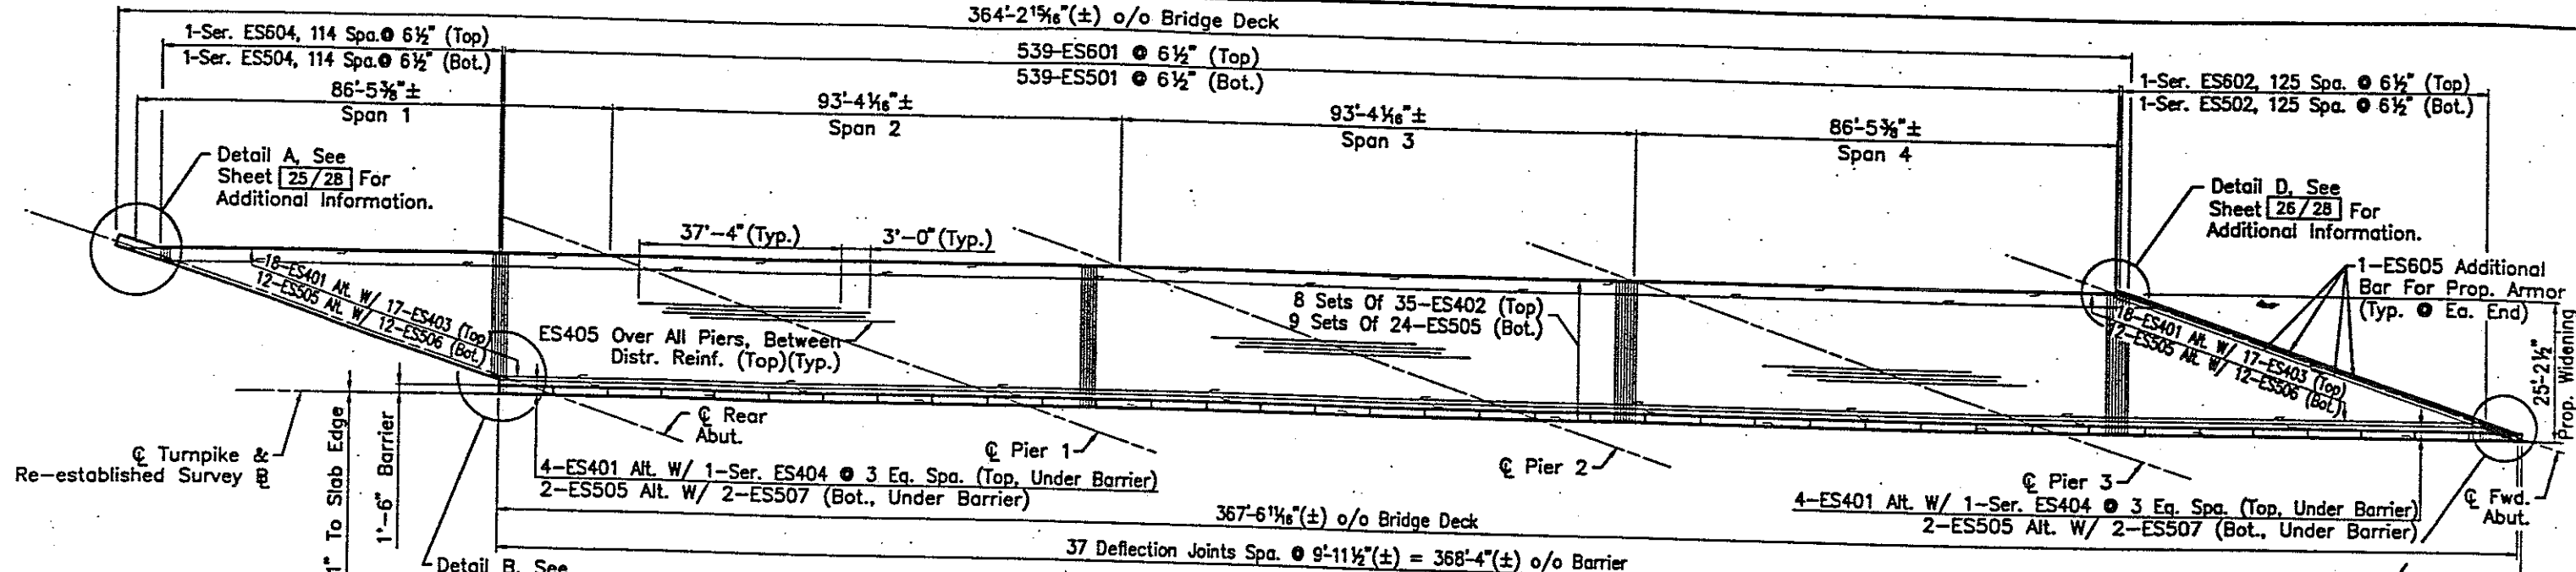 364'-2 15/16"(±) o/o Bridge Deck
1-Ser. ES604, 114 Spa.@ 6½" (Top)
1-Ser. ES504, 114 Spa.@ 6½" (Bot.)
539-ES601 @ 6½" (Top)
539-ES501 @ 6½" (Bot.)
1-Ser. ES602, 125 Spa. @ 6½" (Top)
1-Ser. ES502, 125 Spa. @ 6½" (Bot.)
86'-5⅜"±
Span 1
93'-4 1/16"±
Span 2
93'-4 1/16"±
Span 3
86'-5⅜"±
Span 4
Detail A, See
Sheet 25/28 For
Additional Information.
Detail D, See
Sheet 26/28 For
Additional Information.
37'-4" (Typ.)
3'-0" (Typ.)
18-ES401 Alt. W/ 17-ES403 (Top)
12-ES505 Alt. W/ 12-ES506 (Bot.)
ES405 Over All Piers, Between
Distr. Reinf. (Top)(Typ.)
8 Sets Of 35-ES402 (Top)
9 Sets Of 24-ES505 (Bot.)
1-ES605 Additional
Bar For Prop. Armor
(Typ. @ Ea. End)
18-ES401 Alt. W/ 17-ES403 (Top)
12-ES505 Alt. W/ 12-ES506 (Bot.)
25'-2½"
Prop. Widening
℄ Turnpike &
Re-established Survey B
1" To Slab Edge
1'-6" Barrier
℄ Rear
Abut.
℄ Pier 1
℄ Pier 2
℄ Pier 3
℄ Fwd.
Abut.
4-ES401 Alt. W/ 1-Ser. ES404 @ 3 Eq. Spa. (Top, Under Barrier)
2-ES505 Alt. W/ 2-ES507 (Bot., Under Barrier)
4-ES401 Alt. W/ 1-Ser. ES404 @ 3 Eq. Spa. (Top, Under Barrier)
2-ES505 Alt. W/ 2-ES507 (Bot., Under Barrier)
367'-6 11/16"(±) o/o Bridge Deck
37 Deflection Joints Spa. @ 9'-11½"(±) = 368'-4"(±) o/o Barrier
Detail B, See